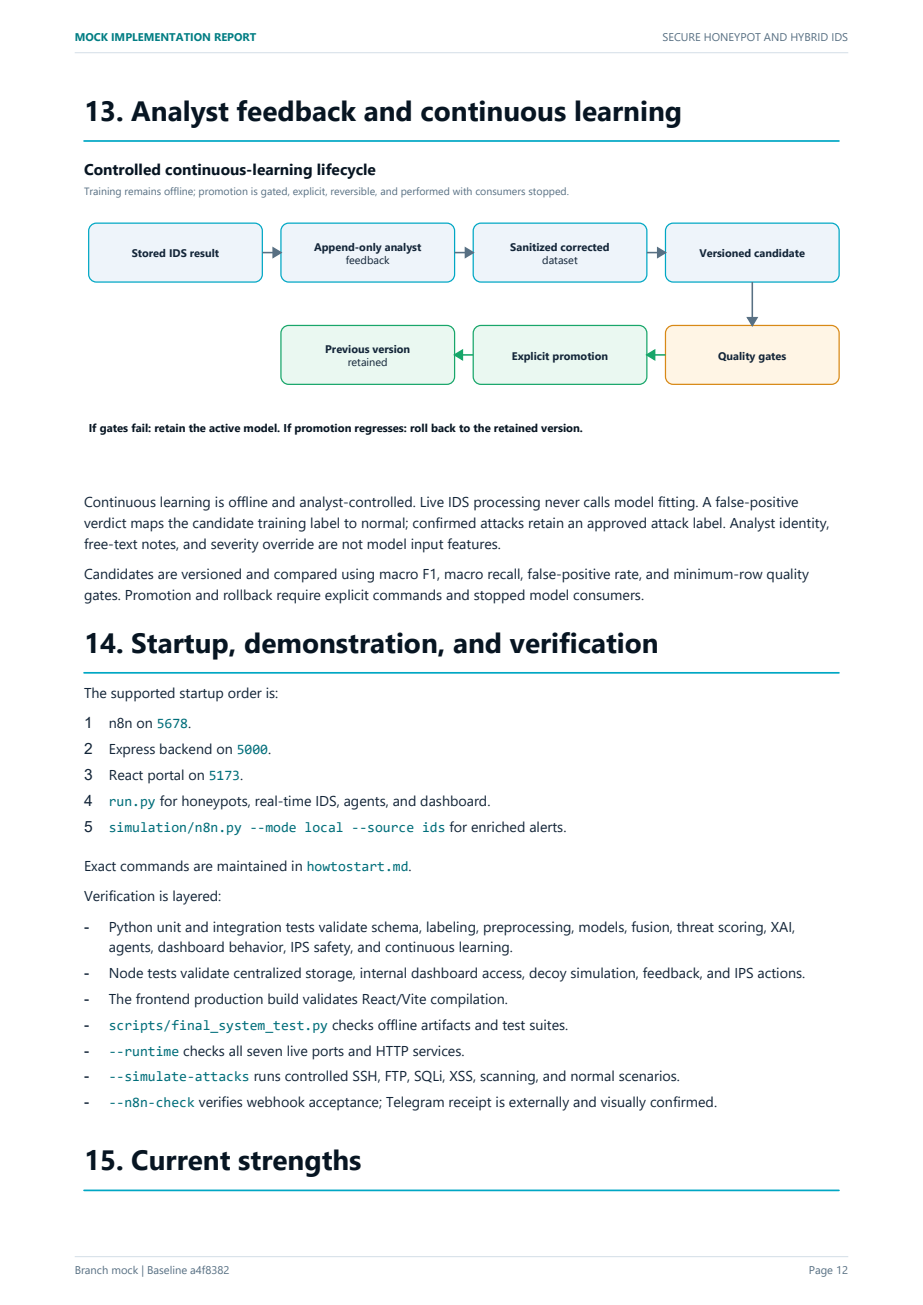 MOCK IMPLEMENTATION REPORT
SECURE HONEYPOT AND HYBRID IDS
13. Analyst feedback and continuous learning
Controlled continuous-learning lifecycle
Training remains offline; promotion is gated, explicit, reversible, and performed with consumers stopped.
Stored IDS result
Append-only analyst
feedback
Sanitized corrected
dataset
Versioned candidate
Previous version
retained
Explicit promotion
Quality gates
If gates fail: retain the active model. If promotion regresses: roll back to the retained version.
Continuous learning is offline and analyst-controlled. Live IDS processing never calls model fitting. A false-positive
verdict maps the candidate training label to normal; confirmed attacks retain an approved attack label. Analyst identity,
free-text notes, and severity override are not model input features.
Candidates are versioned and compared using macro F1, macro recall, false-positive rate, and minimum-row quality
gates. Promotion and rollback require explicit commands and stopped model consumers.
14. Startup, demonstration, and verification
The supported startup order is:
1 n8n on 5678.
2 Express backend on 5000.
3 React portal on 5173.
4 run.py for honeypots, real-time IDS, agents, and dashboard.
5 simulation/n8n.py --mode local --source ids for enriched alerts.
Exact commands are maintained in howtostart.md.
Verification is layered:
- Python unit and integration tests validate schema, labeling, preprocessing, models, fusion, threat scoring, XAI,
agents, dashboard behavior, IPS safety, and continuous learning.
- Node tests validate centralized storage, internal dashboard access, decoy simulation, feedback, and IPS actions.
- The frontend production build validates React/Vite compilation.
- scripts/final_system_test.py checks offline artifacts and test suites.
- --runtime checks all seven live ports and HTTP services.
- --simulate-attacks runs controlled SSH, FTP, SQLi, XSS, scanning, and normal scenarios.
- --n8n-check verifies webhook acceptance; Telegram receipt is externally and visually confirmed.
15. Current strengths
Branch mock | Baseline a4f8382
Page 12